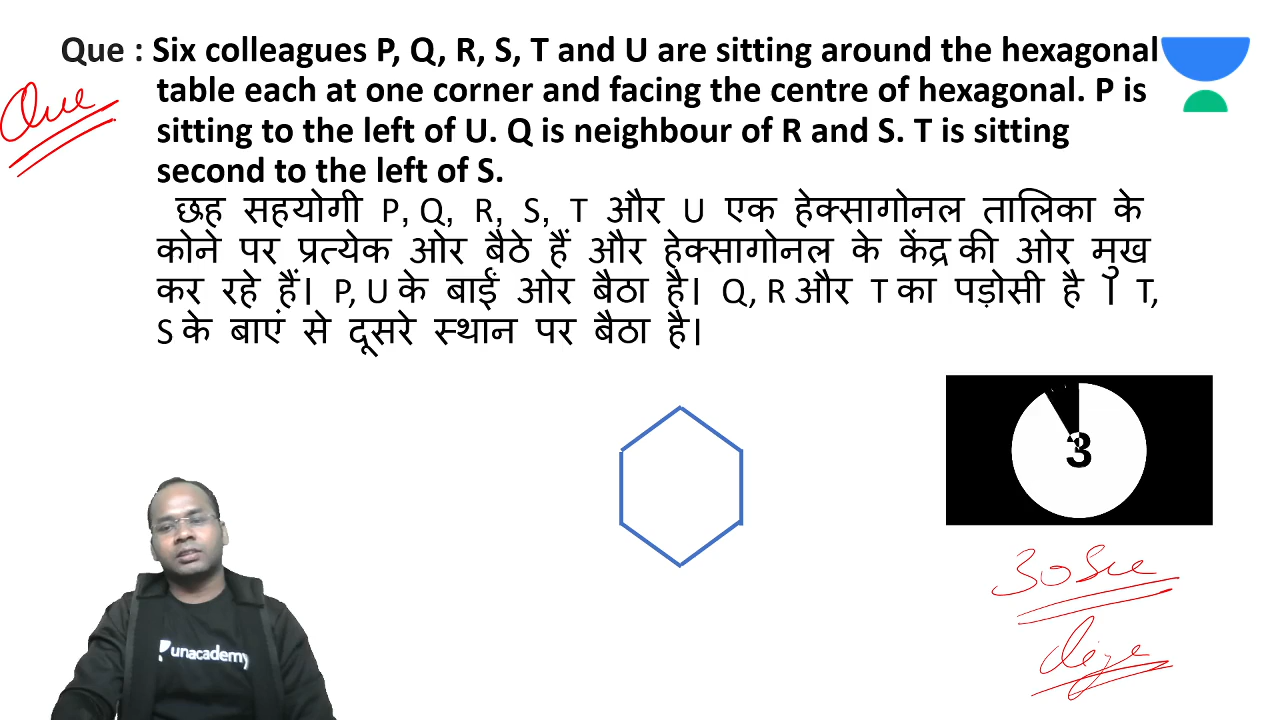 Que : Six colleagues P, Q, R, S, T and U are sitting around the hexagonal
table each at one corner and facing the centre of hexagonal. P is
Que
sitting to the left of U. Q is neighbour of R and S. T is sitting
second to the left of S.
छह सहयोगी P, Q, R, S, T और U एक हेक्सागोनल तालिका के
कोने पर प्रत्येक ओर बैठे हैं और हेक्सागोनल के केंद्र की ओर मुख
कर रहे हैं। P, U के बाईं ओर बैठा है। Q, R और T का पड़ोसी है । T,
S के बाएं से दूसरे स्थान पर बैठा है।
3
30 Sec
unacademy